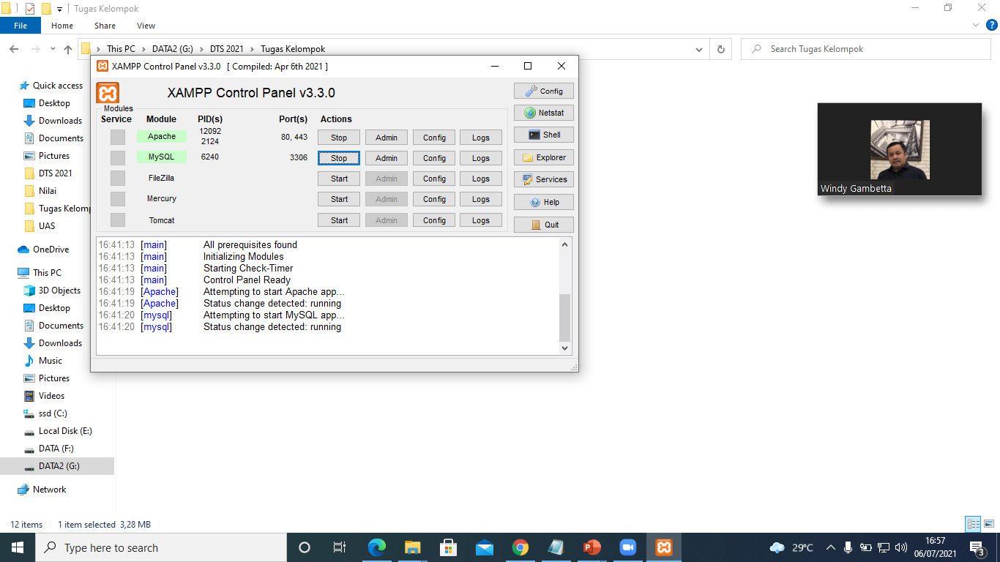 Tugas Kelompok
File Home Share View
This PC > DATA2 (G:) > DTS 2021 > Tugas Kelompok
Search Tugas Kelompok
Quick access
Desktop
Downloads
Documents
Pictures
DTS 2021
Nilai
Tugas Kelomp
UAS
OneDrive
This PC
3D Objects
Desktop
Documents
Downloads
Music
Pictures
Videos
ssd (C:)
Local Disk (E:)
DATA (F:)
DATA2 (G:)
Network
12 items 1 item selected 3,28 MB
XAMPP Control Panel v3.3.0 [ Compiled: Apr 6th 2021 ]
XAMPP Control Panel v3.3.0
Modules
Service Module PID(s) Port(s) Actions
Apache 12092 2124 80, 443 Stop Admin Config Logs
MySQL 6240 3306 Stop Admin Config Logs
FileZilla Start Admin Config Logs
Mercury Start Admin Config Logs
Tomcat Start Admin Config Logs
Config
Netstat
Shell
Explorer
Services
Help
Quit
16:41:13 [main] All prerequisites found
16:41:13 [main] Initializing Modules
16:41:13 [main] Starting Check-Timer
16:41:13 [main] Control Panel Ready
16:41:19 [Apache] Attempting to start Apache app...
16:41:19 [Apache] Status change detected: running
16:41:20 [mysql] Attempting to start MySQL app...
16:41:20 [mysql] Status change detected: running
Windy Gambetta
Type here to search
29°C
16:57
06/07/2021
3